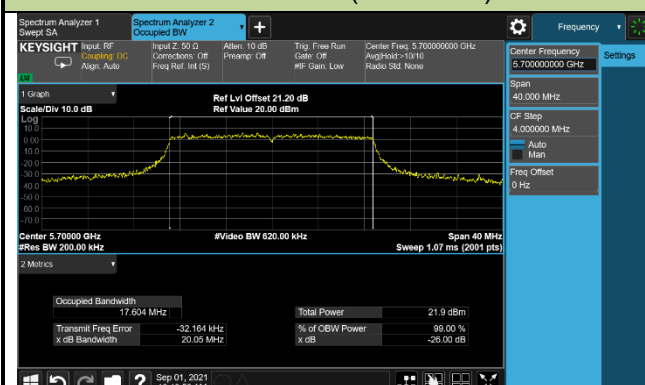 Spectrum Analyzer 1
Swept SA
Spectrum Analyzer 2
Occupied BW
Frequency
KEYSIGHT
Input: RF
Coupling: DC
Align: Auto
Input Z: 50 Ω
Corrections: Off
Freq Ref: Int (S)
Atten: 10 dB
Preamp: Off
Trig: Free Run
Gate: Off
#IF Gain: Low
Center Freq: 5.700000000 GHz
Avg|Hold:>10/10
Radio Std: None
LV
Center Frequency
5.700000000 GHz
Settings
Span
40.000 MHz
CF Step
4.000000 MHz
Auto
Man
Freq Offset
0 Hz
1 Graph
Scale/Div 10.0 dB
Ref Lvl Offset 21.20 dB
Ref Value 20.00 dBm
Log
10.0
0.00
-10.0
-20.0
-30.0
-40.0
-50.0
-60.0
-70.0
Center 5.70000 GHz
#Res BW 200.00 kHz
#Video BW 620.00 kHz
Span 40 MHz
Sweep 1.07 ms (2001 pts)
2 Metrics
Occupied Bandwidth
17.604 MHz
Total Power 21.9 dBm
Transmit Freq Error -32.164 kHz
% of OBW Power 99.00 %
x dB Bandwidth 20.05 MHz
x dB -26.00 dB
Sep 01, 2021